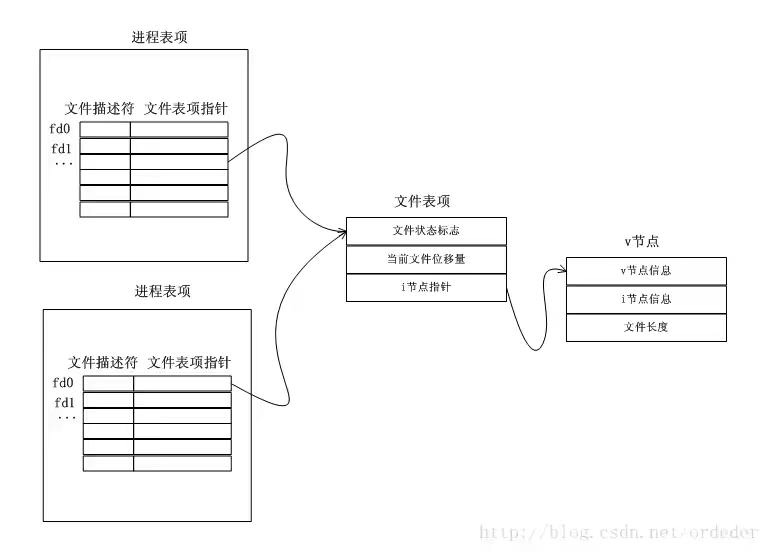 进程表项
文件描述符 文件表项指针
fd0
fd1
...
文件表项
文件状态标志
当前文件位移量
i节点指针
v节点
v节点信息
i节点信息
文件长度
进程表项
文件描述符 文件表项指针
fd0
fd1
...
http://blog.csdn.net/ordeder